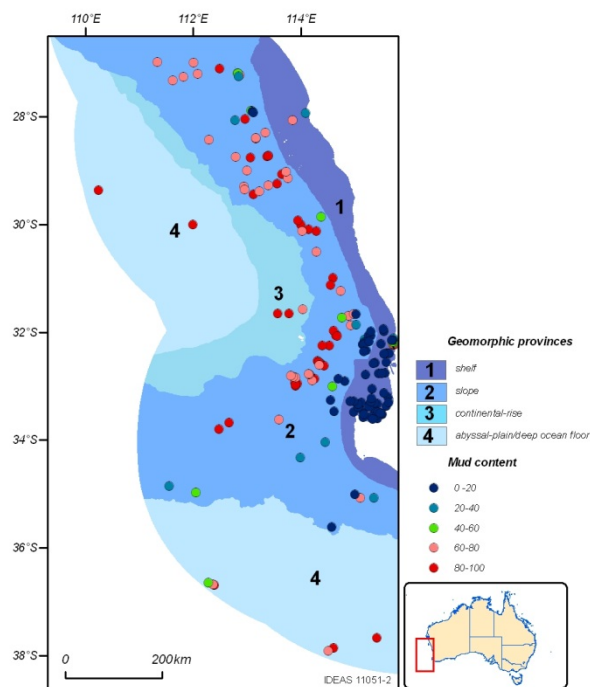 110°E 112°E 114°E
28°S
30°S
32°S
34°S
36°S
38°S
1
4
3
2
4
0 200km
IDEAS 11051-2
Geomorphic provinces
1 shelf
2 slope
3 continental-rise
4 abyssal-plain/deep ocean floor
Mud content
0 -20
20-40
40-60
60-80
80-100